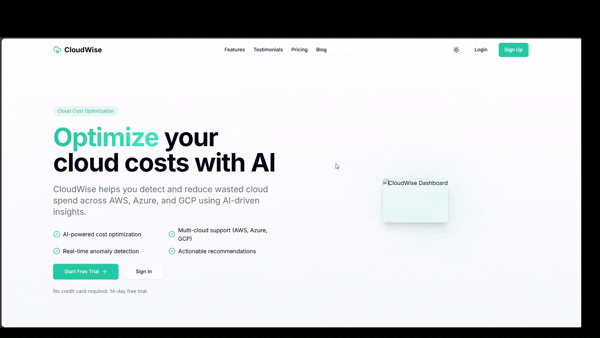 CloudWise
Features Testimonials Pricing Blog
Login
Sign Up
Cloud Cost Optimization
Optimize your
cloud costs with AI
CloudWise helps you detect and reduce wasted cloud
spend across AWS, Azure, and GCP using AI-driven
insights.
AI-powered cost optimization
Multi-cloud support (AWS, Azure,
GCP)
Real-time anomaly detection
Actionable recommendations
Start Free Trial →
Sign In
No credit card required. 14-day free trial.
CloudWise Dashboard